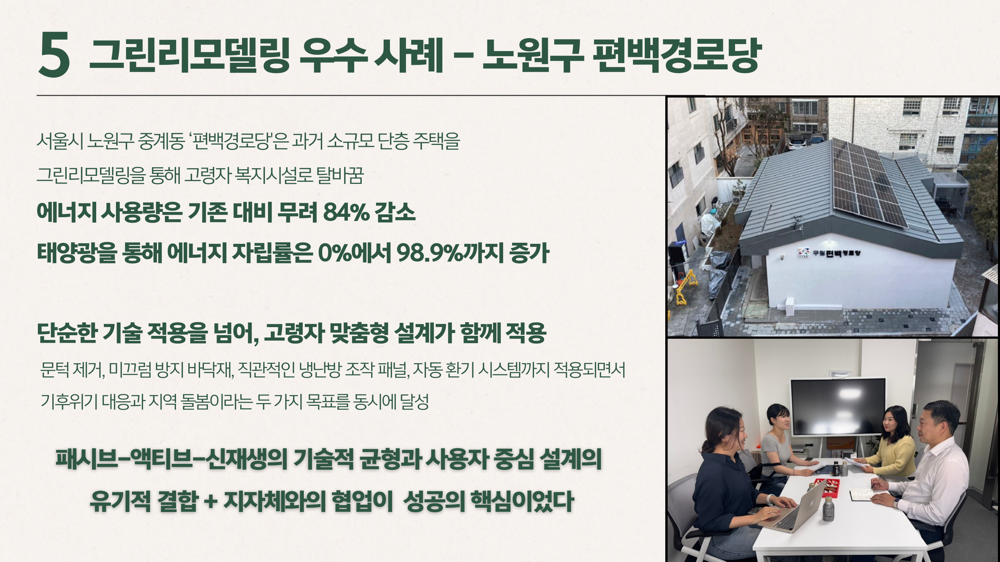 5 그린리모델링 우수 사례 - 노원구 편백경로당
서울시 노원구 중계동 ‘편백경로당'은 과거 소규모 단층 주택을
그린리모델링을 통해 고령자 복지시설로 탈바꿈
에너지 사용량은 기존 대비 무려 84% 감소
태양광을 통해 에너지 자립률은 0%에서 98.9%까지 증가
단순한 기술 적용을 넘어, 고령자 맞춤형 설계가 함께 적용
문턱 제거, 미끄럼 방지 바닥재, 직관적인 냉난방 조작 패널, 자동 환기 시스템까지 적용되면서
기후위기 대응과 지역 돌봄이라는 두 가지 목표를 동시에 달성
패시브-액티브-신재생의 기술적 균형과 사용자 중심 설계의
유기적 결합 + 지자체와의 협업이 성공의 핵심이었다
구립편백경로당